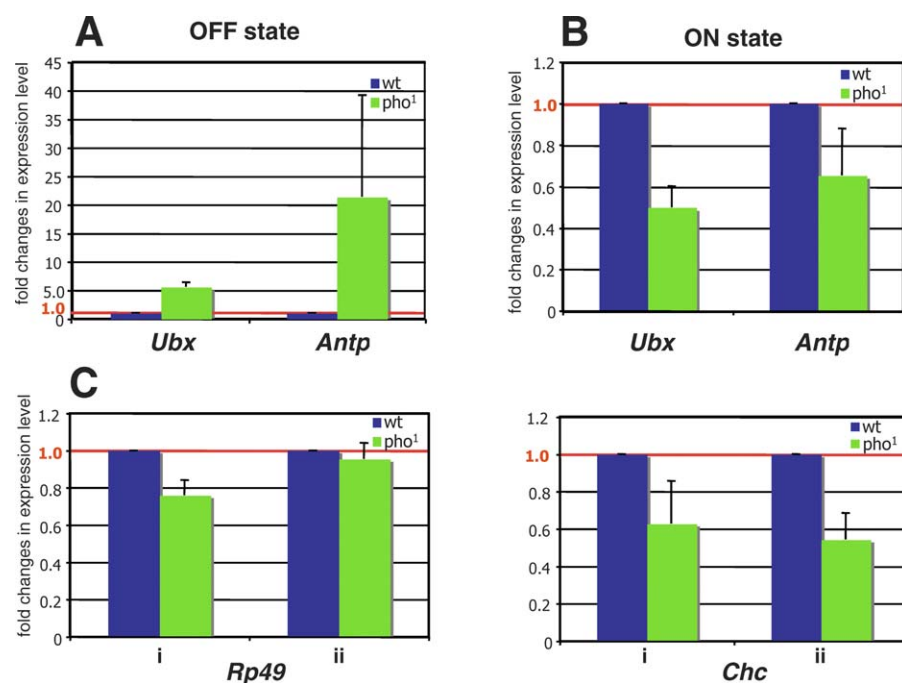 A OFF state
fold changes in expression level
45
40
35
30
25
20
15
10
5.0
1.0
0
wt
pho¹
Ubx Antp
B ON state
fold changes in expression level
1.2
1.0
0.8
0.6
0.4
0.2
0
wt
pho¹
Ubx Antp
C
fold changes in expression level
1.2
1.0
0.8
0.6
0.4
0.2
0
wt
pho¹
i ii
Rp49
1.2
1.0
0.8
0.6
0.4
0.2
0
wt
pho¹
i ii
Chc